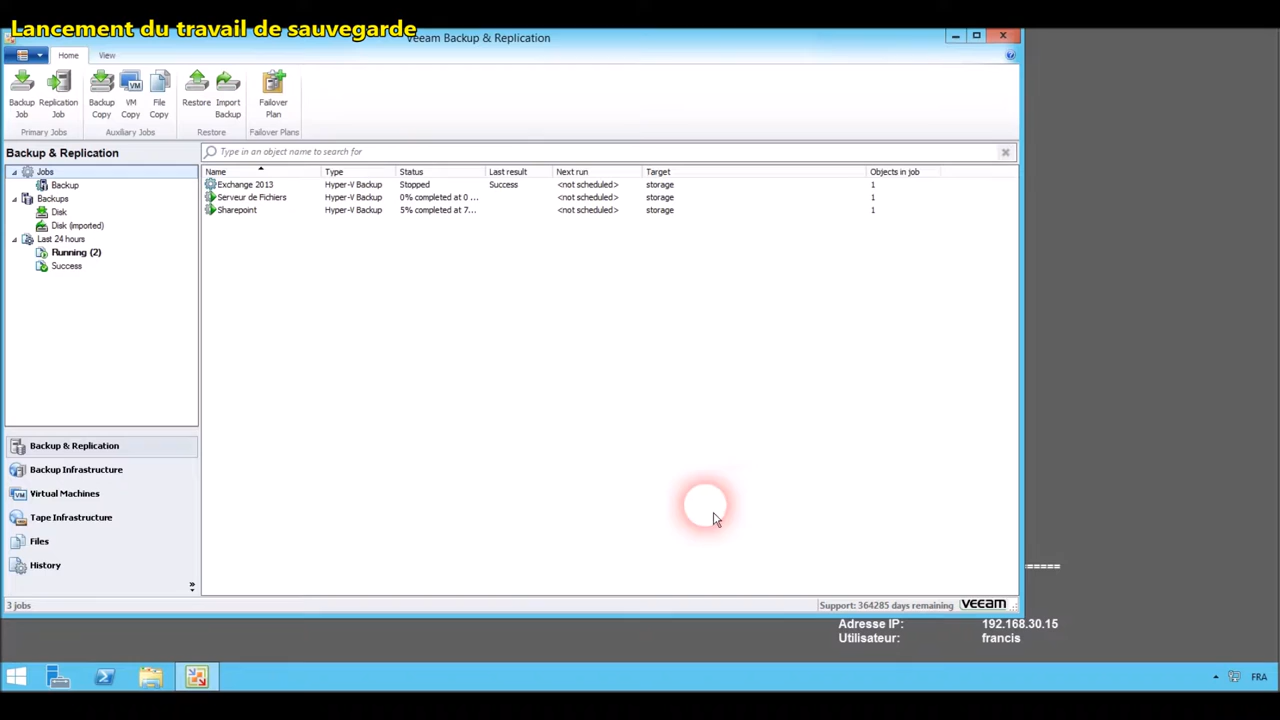 Lancement du travail de sauvegarde
Veeam Backup & Replication
Home View
Backup Job
Replication Job
Backup Copy
VM Copy
File Copy
Restore
Import Backup
Failover Plan
Primary Jobs
Auxiliary Jobs
Restore
Failover Plans
Backup & Replication
Type in an object name to search for
Jobs
Backup
Backups
Disk
Disk (imported)
Last 24 hours
Running (2)
Success
Name Type Status Last result Next run Target Objects in job
Exchange 2013 Hyper-V Backup Stopped Success <not scheduled> storage 1
Serveur de Fichiers Hyper-V Backup 0% completed at 0 ... <not scheduled> storage 1
Sharepoint Hyper-V Backup 5% completed at 7... <not scheduled> storage 1
Backup & Replication
Backup Infrastructure
Virtual Machines
Tape Infrastructure
Files
History
3 jobs
Support: 364285 days remaining veeam
======
Adresse IP: 192.168.30.15
Utilisateur: francis
FRA